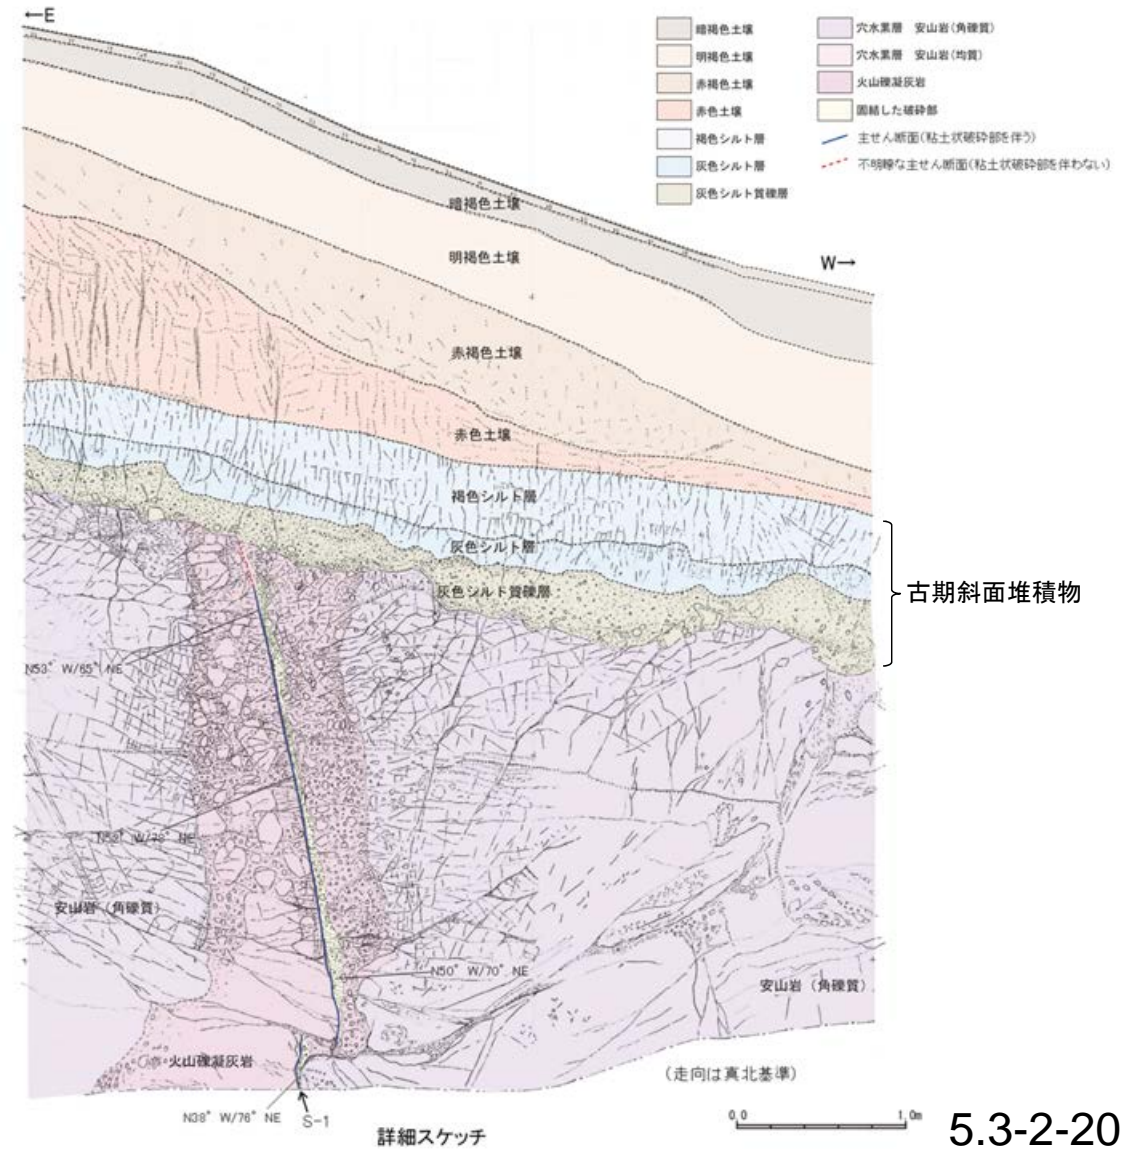 ←E
暗褐色土壌
明褐色土壌
赤褐色土壌
赤色土壌
褐色シルト層
灰色シルト層
灰色シルト質礫層
穴水累層 安山岩(角礫質)
穴水累層 安山岩(均質)
火山礫凝灰岩
固結した破砕部
主せん断面(粘土状破砕部を伴う)
不明瞭な主せん断面(粘土状破砕部を伴わない)
W→
暗褐色土壌
明褐色土壌
赤褐色土壌
赤色土壌
褐色シルト層
灰色シルト層
灰色シルト質礫層
古期斜面堆積物
N53°W/65°NE
安山岩(角礫質)
N50°W/70°NE
安山岩(角礫質)
火山礫凝灰岩
(走向は真北基準)
N38°W/76°NE
S-1
詳細スケッチ
0.0 1.0m
5.3-2-20